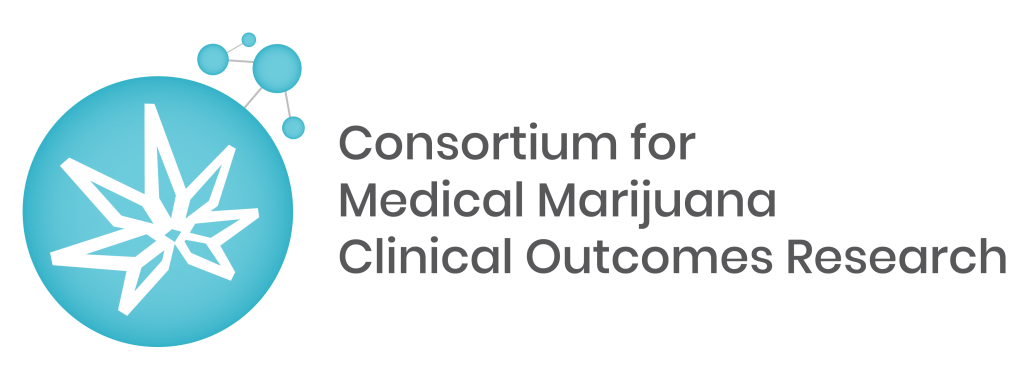 Consortium for
Medical Marijuana
Clinical Outcomes Research